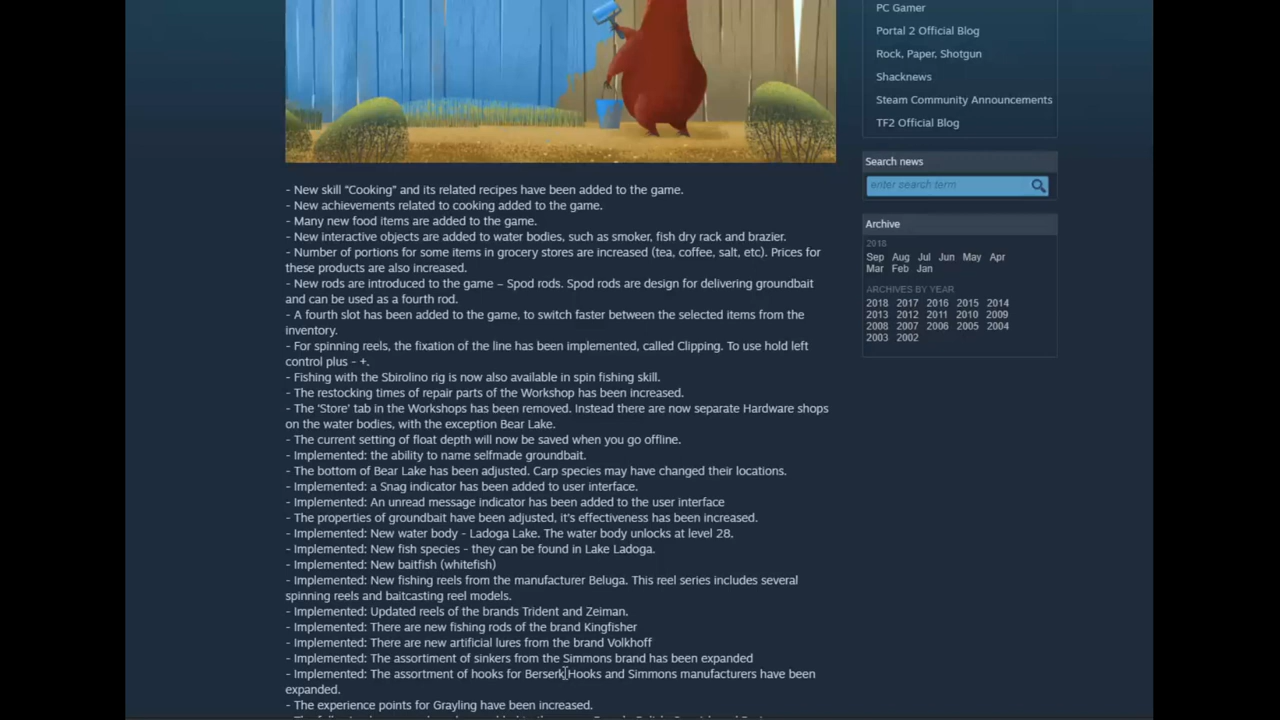 PC Gamer
Portal 2 Official Blog
Rock, Paper, Shotgun
Shacknews
Steam Community Announcements
TF2 Official Blog
Search news
enter search term
Archive
2018
Sep Aug Jul Jun May Apr
Mar Feb Jan
ARCHIVES BY YEAR
2018 2017 2016 2015 2014
2013 2012 2011 2010 2009
2008 2007 2006 2005 2004
2003 2002
- New skill “Cooking” and its related recipes have been added to the game.
- New achievements related to cooking added to the game.
- Many new food items are added to the game.
- New interactive objects are added to water bodies, such as smoker, fish dry rack and brazier.
- Number of portions for some items in grocery stores are increased (tea, coffee, salt, etc). Prices for
these products are also increased.
- New rods are introduced to the game – Spod rods. Spod rods are design for delivering groundbait
and can be used as a fourth rod.
- A fourth slot has been added to the game, to switch faster between the selected items from the
inventory.
- For spinning reels, the fixation of the line has been implemented, called Clipping. To use hold left
control plus - +.
- Fishing with the Sbirolino rig is now also available in spin fishing skill.
- The restocking times of repair parts of the Workshop has been increased.
- The 'Store' tab in the Workshops has been removed. Instead there are now separate Hardware shops
on the water bodies, with the exception Bear Lake.
- The current setting of float depth will now be saved when you go offline.
- Implemented: the ability to name selfmade groundbait.
- The bottom of Bear Lake has been adjusted. Carp species may have changed their locations.
- Implemented: a Snag indicator has been added to user interface.
- Implemented: An unread message indicator has been added to the user interface
- The properties of groundbait have been adjusted, it's effectiveness has been increased.
- Implemented: New water body - Ladoga Lake. The water body unlocks at level 28.
- Implemented: New fish species - they can be found in Lake Ladoga.
- Implemented: New baitfish (whitefish)
- Implemented: New fishing reels from the manufacturer Beluga. This reel series includes several
spinning reels and baitcasting reel models.
- Implemented: Updated reels of the brands Trident and Zeiman.
- Implemented: There are new fishing rods of the brand Kingfisher
- Implemented: There are new artificial lures from the brand Volkhoff
- Implemented: The assortment of sinkers from the Simmons brand has been expanded
- Implemented: The assortment of hooks for Berserk Hooks and Simmons manufacturers have been
expanded.
- The experience points for Grayling have been increased.